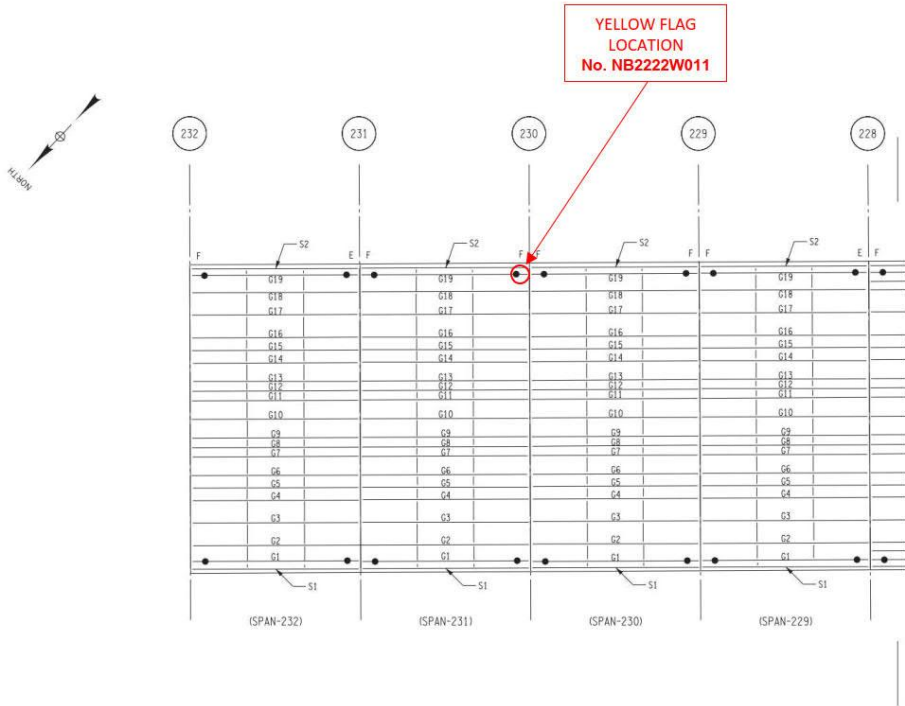 YELLOW FLAG
LOCATION
No. NB2222W011
NORTH
232 231 230 229 228
F E F F F F E F
S2 S2 S2 S2
G19 G19 G19 G19
G18 G18 G18 G18
G17 G17 G17 G17
G16 G16 G16 G16
G15 G15 G15 G15
G14 G14 G14 G14
G13 G13 G13 G13
G12 G12 G12 G12
G11 G11 G11 G11
G10 G10 G10 G10
G9 G9 G9 G9
G8 G8 G8 G8
G7 G7 G7 G7
G6 G6 G6 G6
G5 G5 G5 G5
G4 G4 G4 G4
G3 G3 G3 G3
G2 G2 G2 G2
G1 G1 G1 G1
S1 S1 S1 S1
(SPAN-232) (SPAN-231) (SPAN-230) (SPAN-229)